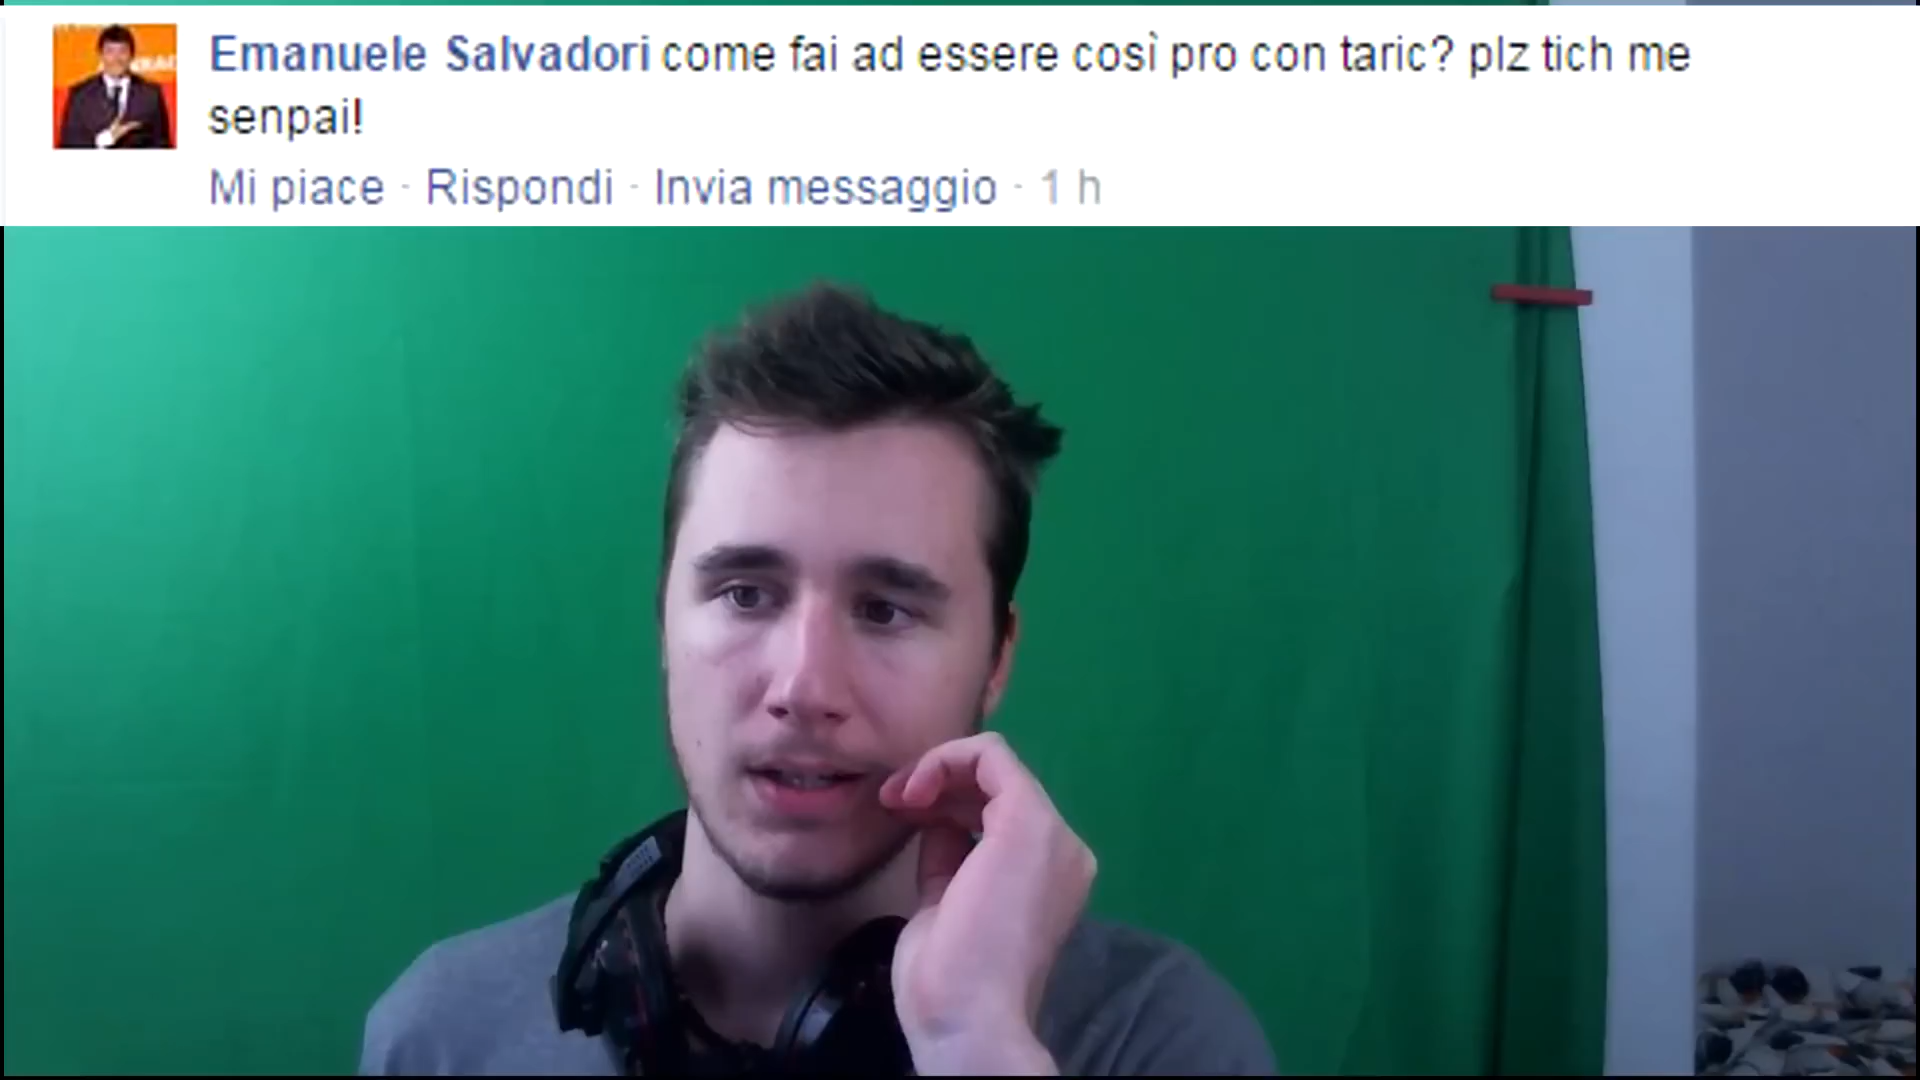 Emanuele Salvadori come fai ad essere così pro con taric? plz tich me
senpai!
Mi piace · Rispondi · Invia messaggio · 1 h